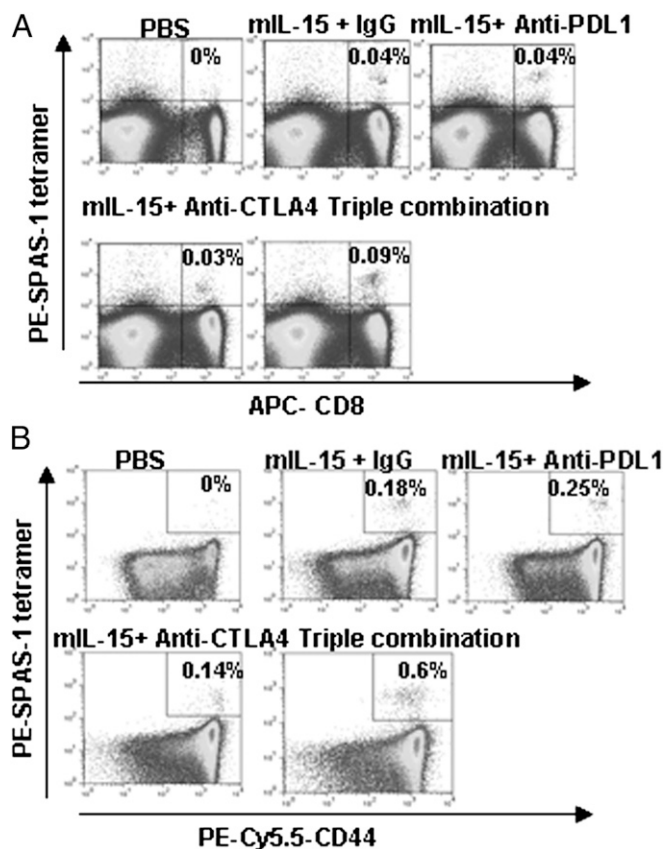 A
PBS
mIL-15 + IgG
mIL-15+ Anti-PDL1
0%
0.04%
0.04%
mIL-15+ Anti-CTLA4 Triple combination
0.03%
0.09%
PE-SPAS-1 tetramer
APC- CD8
B
PBS
mIL-15 + IgG
mIL-15+ Anti-PDL1
0%
0.18%
0.25%
mIL-15+ Anti-CTLA4 Triple combination
0.14%
0.6%
PE-SPAS-1 tetramer
PE-Cy5.5-CD44